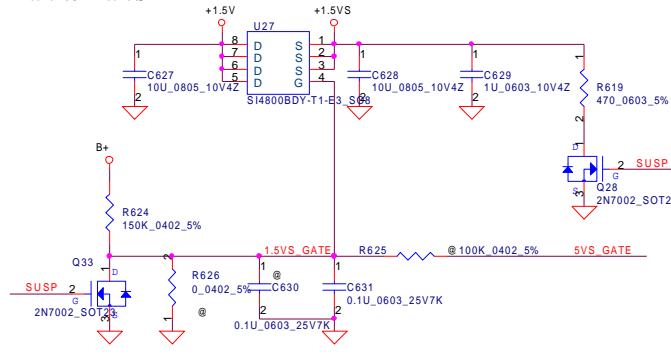 +1.5V
+1.5VS
U27
8
7
6
5
D
D
D
D
S
S
S
G
1
2
3
4
SI4800BDY-T1-E3_SO8
1
C627
10U_0805_10V4Z
2
1
C628
10U_0805_10V4Z
2
1
C629
1U_0603_10V4Z
2
1
R619
470_0603_5%
2
D
1
2
SUSP
G
S
3
Q28
2N7002_SOT23
B+
R624
150K_0402_5%
1.5VS_GATE
R625
@ 100K_0402_5%
5VS_GATE
Q33
1
D
SUSP
2
G
S
3
2N7002_SOT23
2
R626
0_0402_5%
1
@
@
1
C630
2
0.1U_0603_25V7K
1
C631
0.1U_0603_25V7K
2